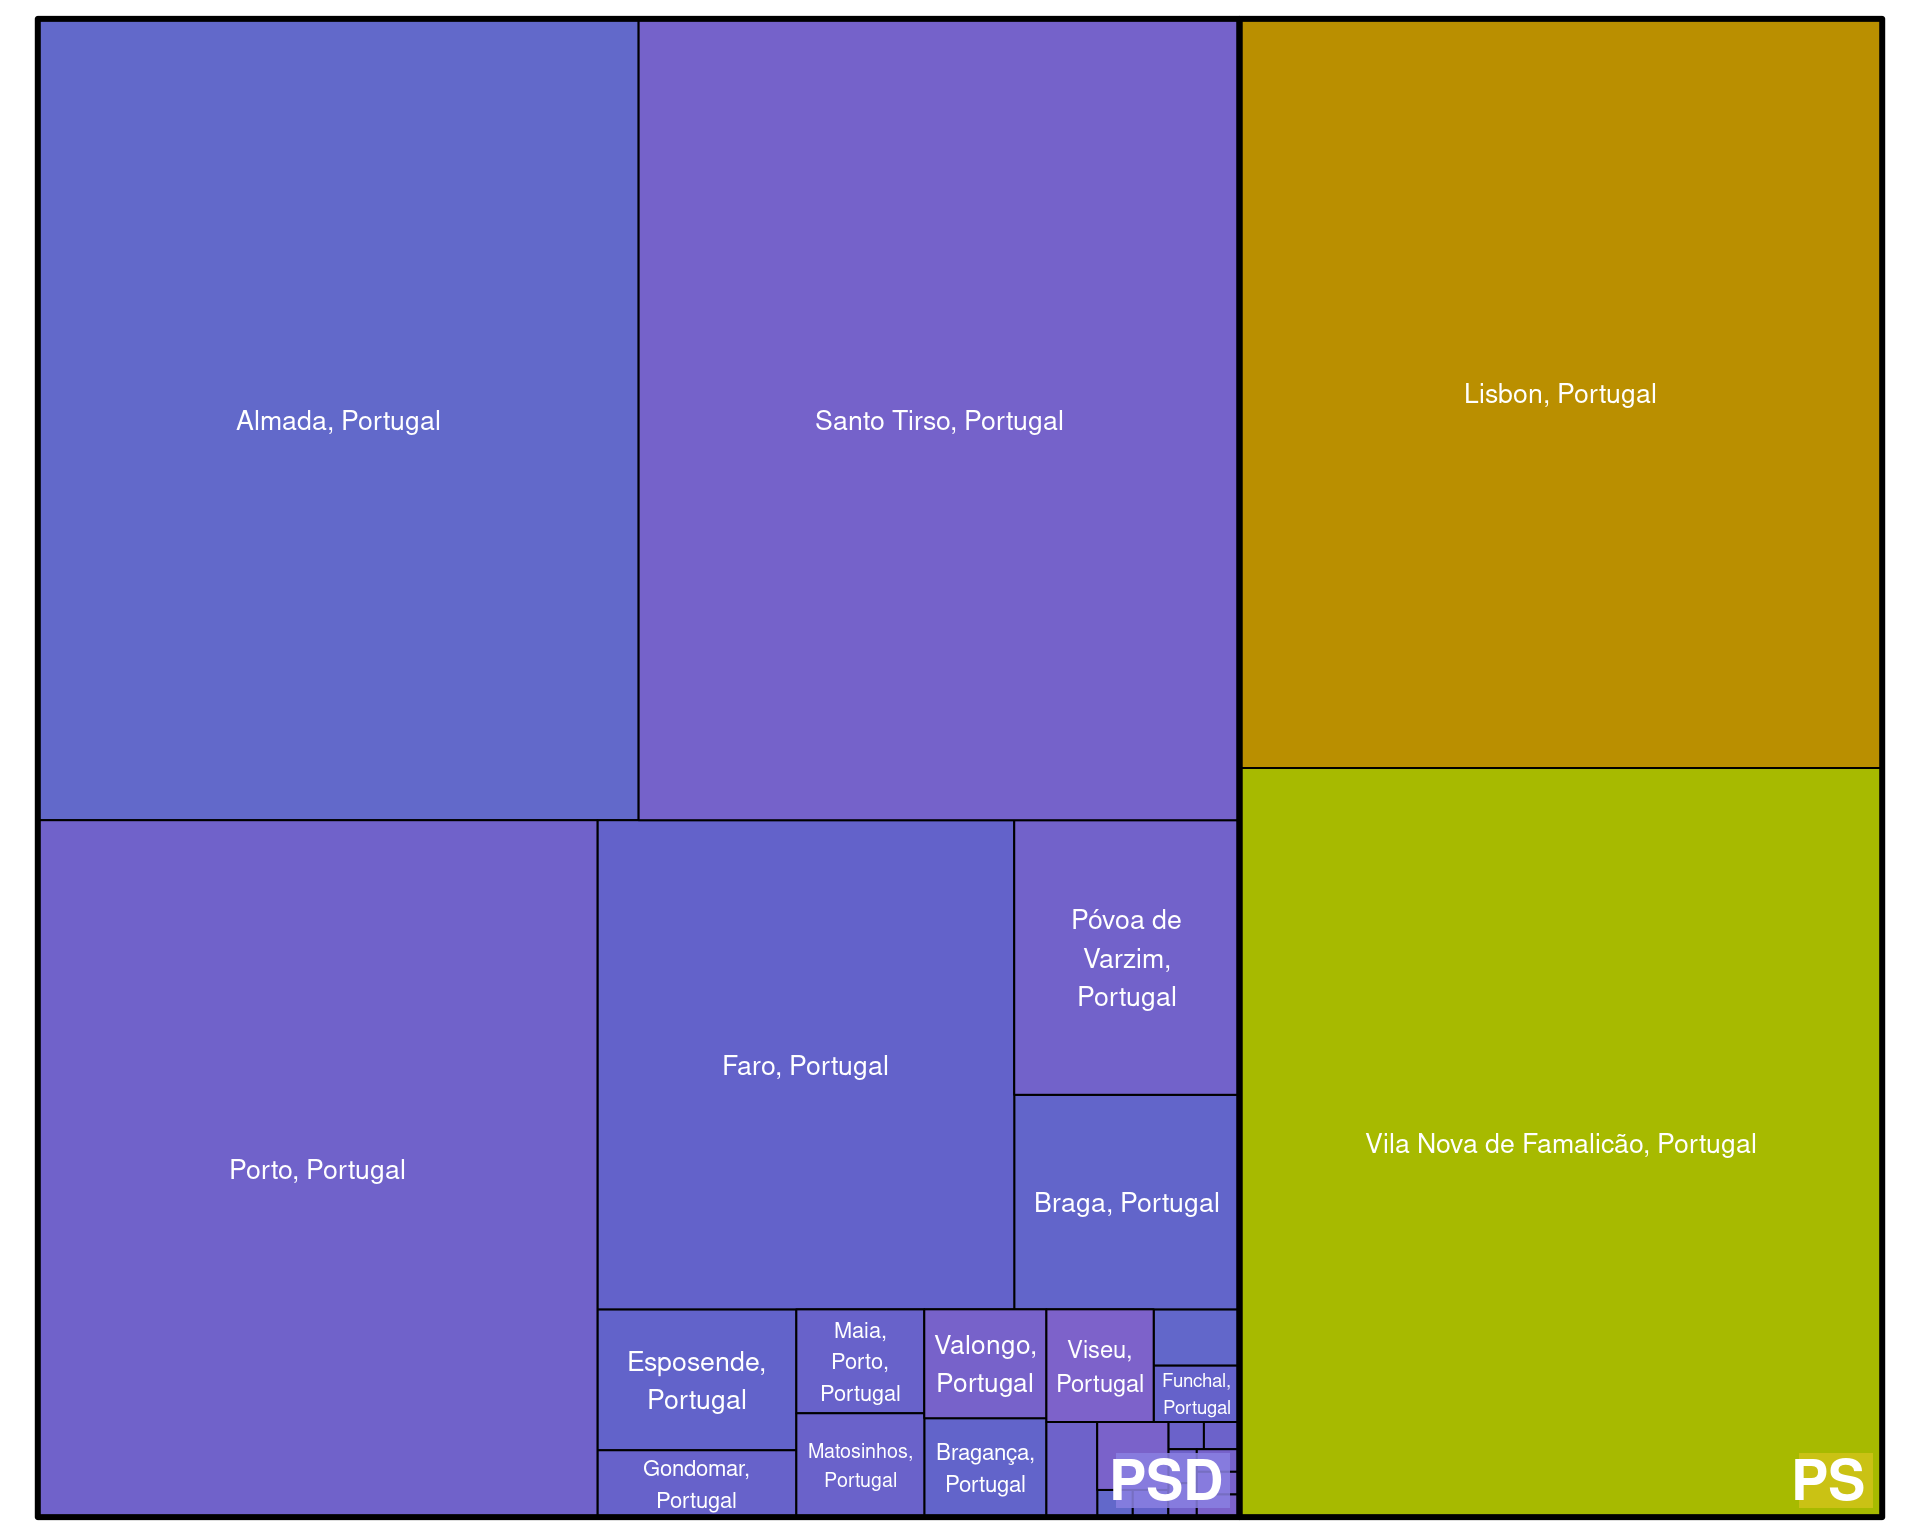 Almada, Portugal
Santo Tirso, Portugal
Lisbon, Portugal
Porto, Portugal
Faro, Portugal
Póvoa de
Varzim,
Portugal
Braga, Portugal
Vila Nova de Famalicão, Portugal
Esposende,
Portugal
Gondomar,
Portugal
Maia,
Porto,
Portugal
Matosinhos,
Portugal
Valongo,
Portugal
Bragança,
Portugal
Viseu,
Portugal
Funchal,
Portugal
PSD
PS